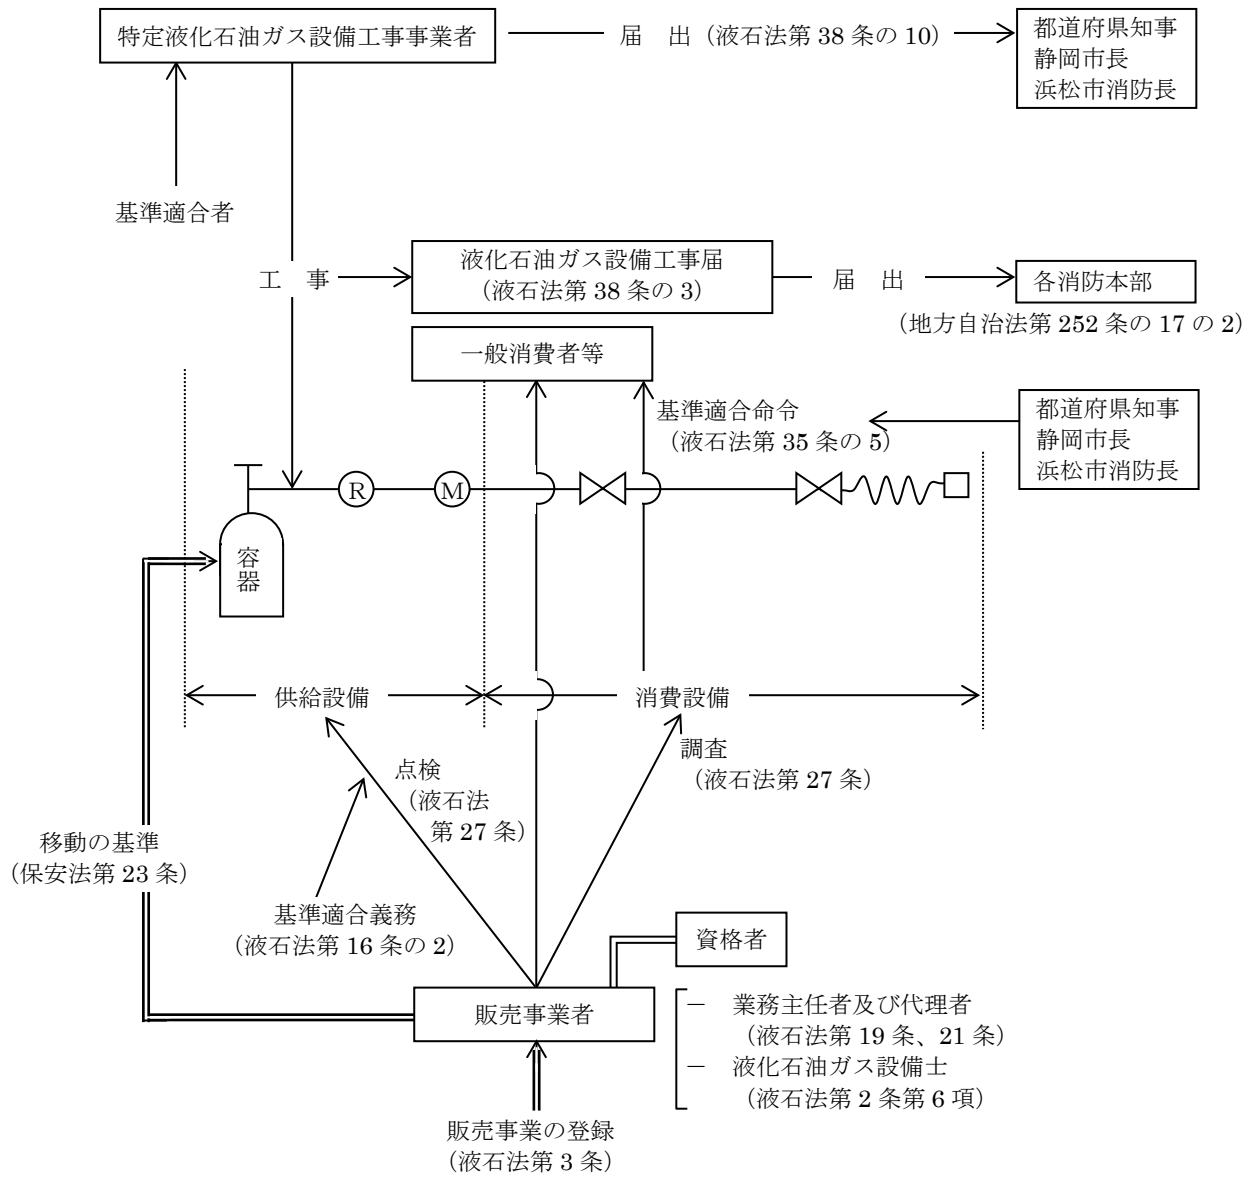 特定液化石油ガス設備工事事業者
届　出（液石法第 38 条の 10）
都道府県知事
静岡市長
浜松市消防長
基準適合者
工　事
液化石油ガス設備工事届
（液石法第 38 条の 3）
届　出
各消防本部
（地方自治法第 252 条の 17 の 2）
一般消費者等
基準適合命令
（液石法第 35 条の 5）
都道府県知事
静岡市長
浜松市消防長
R
M
容
器
供給設備
消費設備
点検
（液石法
第 27 条）
調査
（液石法第 27 条）
移動の基準
（保安法第 23 条）
基準適合義務
（液石法第 16 条の 2）
資格者
販売事業者
－　業務主任者及び代理者
（液石法第 19 条、21 条）
－　液化石油ガス設備士
（液石法第 2 条第 6 項）
販売事業の登録
（液石法第 3 条）